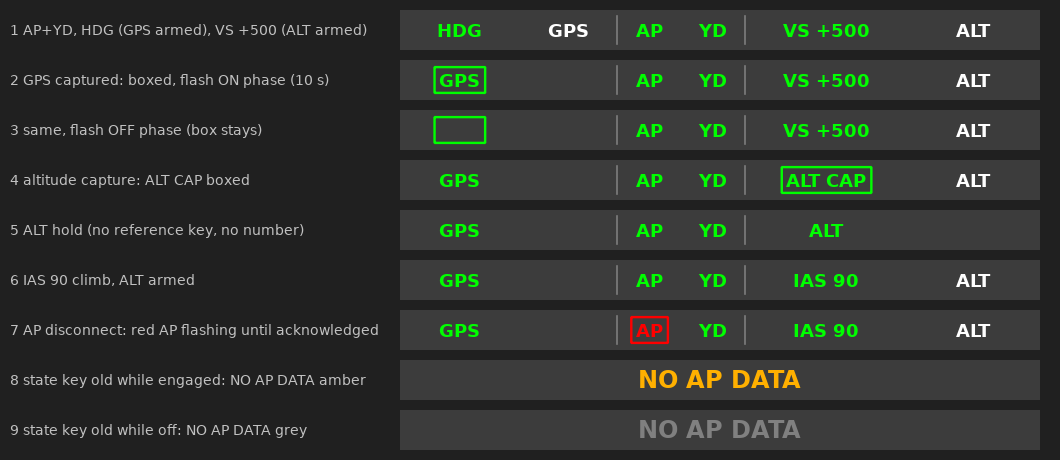 1 AP+YD, HDG (GPS armed), VS +500 (ALT armed) HDG GPS AP YD VS +500 ALT
2 GPS captured: boxed, flash ON phase (10 s) GPS AP YD VS +500 ALT
3 same, flash OFF phase (box stays) AP YD VS +500 ALT
4 altitude capture: ALT CAP boxed GPS AP YD ALT CAP ALT
5 ALT hold (no reference key, no number) GPS AP YD ALT
6 IAS 90 climb, ALT armed GPS AP YD IAS 90 ALT
7 AP disconnect: red AP flashing until acknowledged GPS AP YD IAS 90 ALT
8 state key old while engaged: NO AP DATA amber NO AP DATA
9 state key old while off: NO AP DATA grey NO AP DATA